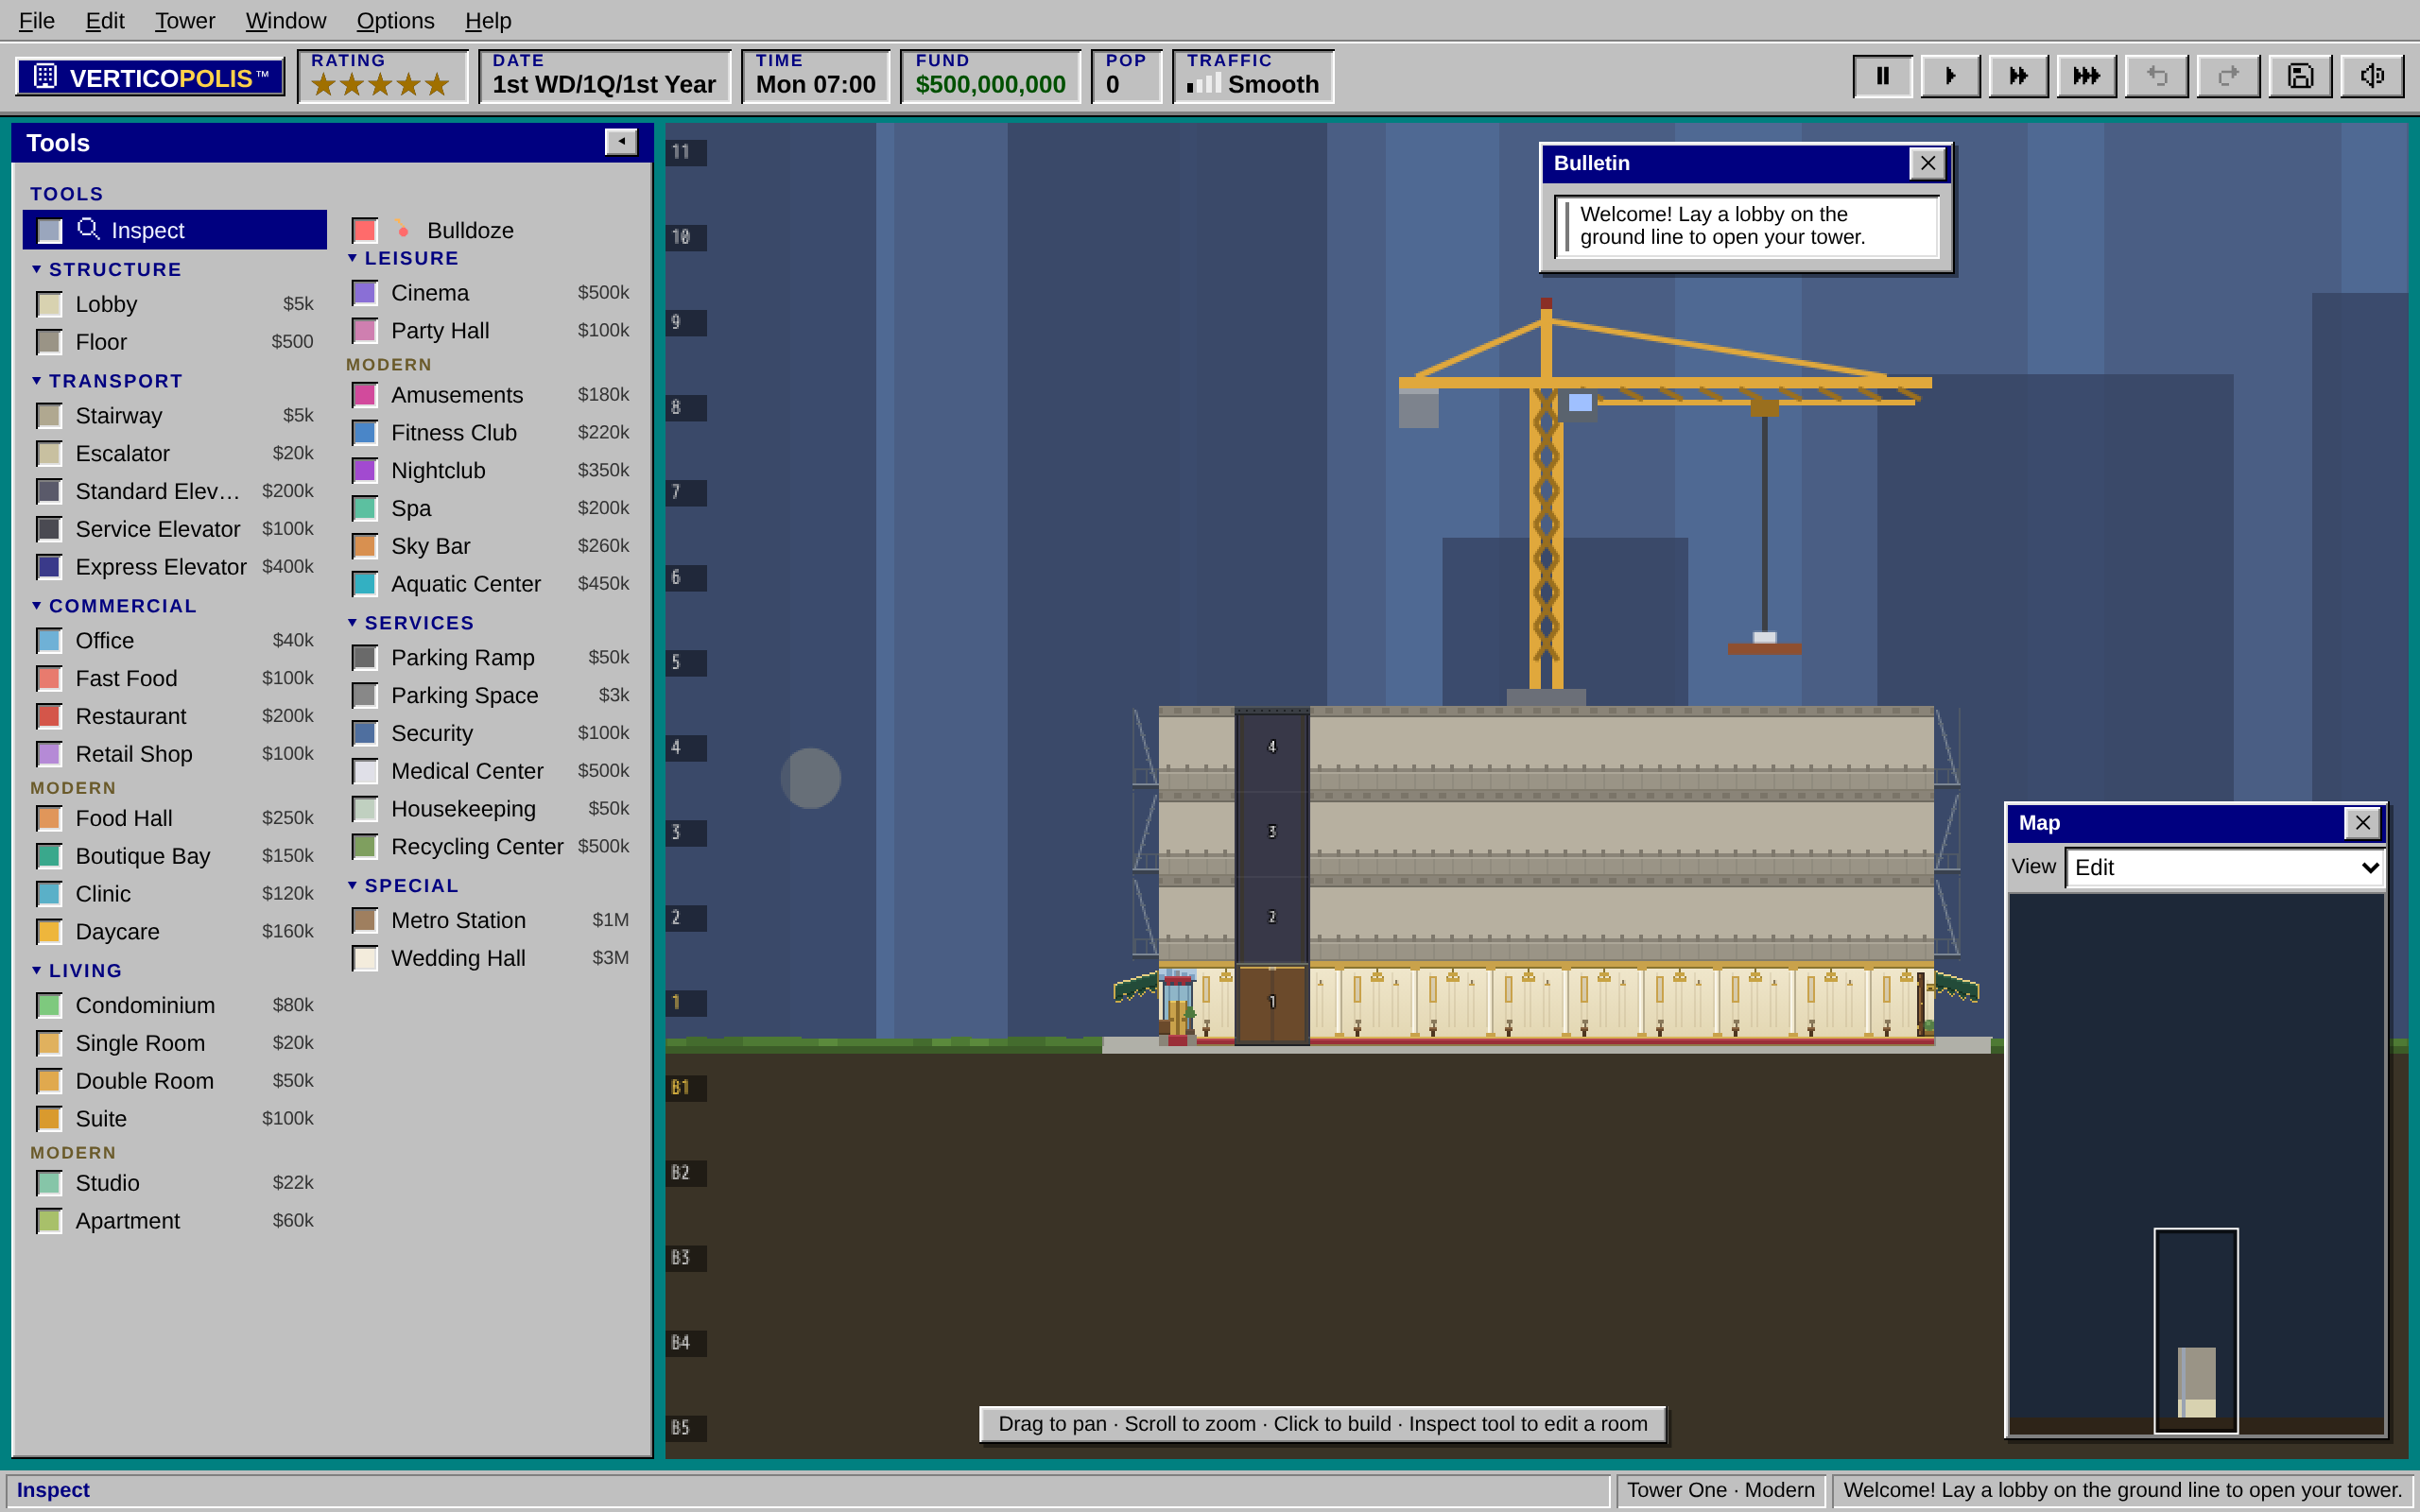 File Edit Tower Window Options Help
VERTICOPOLIS™
RATING
DATE
1st WD/1Q/1st Year
TIME
Mon 07:00
FUND
$500,000,000
POP
0
TRAFFIC
Smooth
Tools
TOOLS
Inspect
STRUCTURE
Lobby $5k
Floor $500
TRANSPORT
Stairway $5k
Escalator $20k
Standard Elev… $200k
Service Elevator $100k
Express Elevator $400k
COMMERCIAL
Office $40k
Fast Food $100k
Restaurant $200k
Retail Shop $100k
MODERN
Food Hall $250k
Boutique Bay $150k
Clinic $120k
Daycare $160k
LIVING
Condominium $80k
Single Room $20k
Double Room $50k
Suite $100k
MODERN
Studio $22k
Apartment $60k
Bulldoze
LEISURE
Cinema $500k
Party Hall $100k
MODERN
Amusements $180k
Fitness Club $220k
Nightclub $350k
Spa $200k
Sky Bar $260k
Aquatic Center $450k
SERVICES
Parking Ramp $50k
Parking Space $3k
Security $100k
Medical Center $500k
Housekeeping $50k
Recycling Center $500k
SPECIAL
Metro Station $1M
Wedding Hall $3M
11
10
9
8
7
6
5
4
3
2
1
B1
B2
B3
B4
B5
4
3
2
1
Bulletin
Welcome! Lay a lobby on the
ground line to open your tower.
Map
View Edit
Drag to pan · Scroll to zoom · Click to build · Inspect tool to edit a room
Inspect
Tower One · Modern
Welcome! Lay a lobby on the ground line to open your tower.